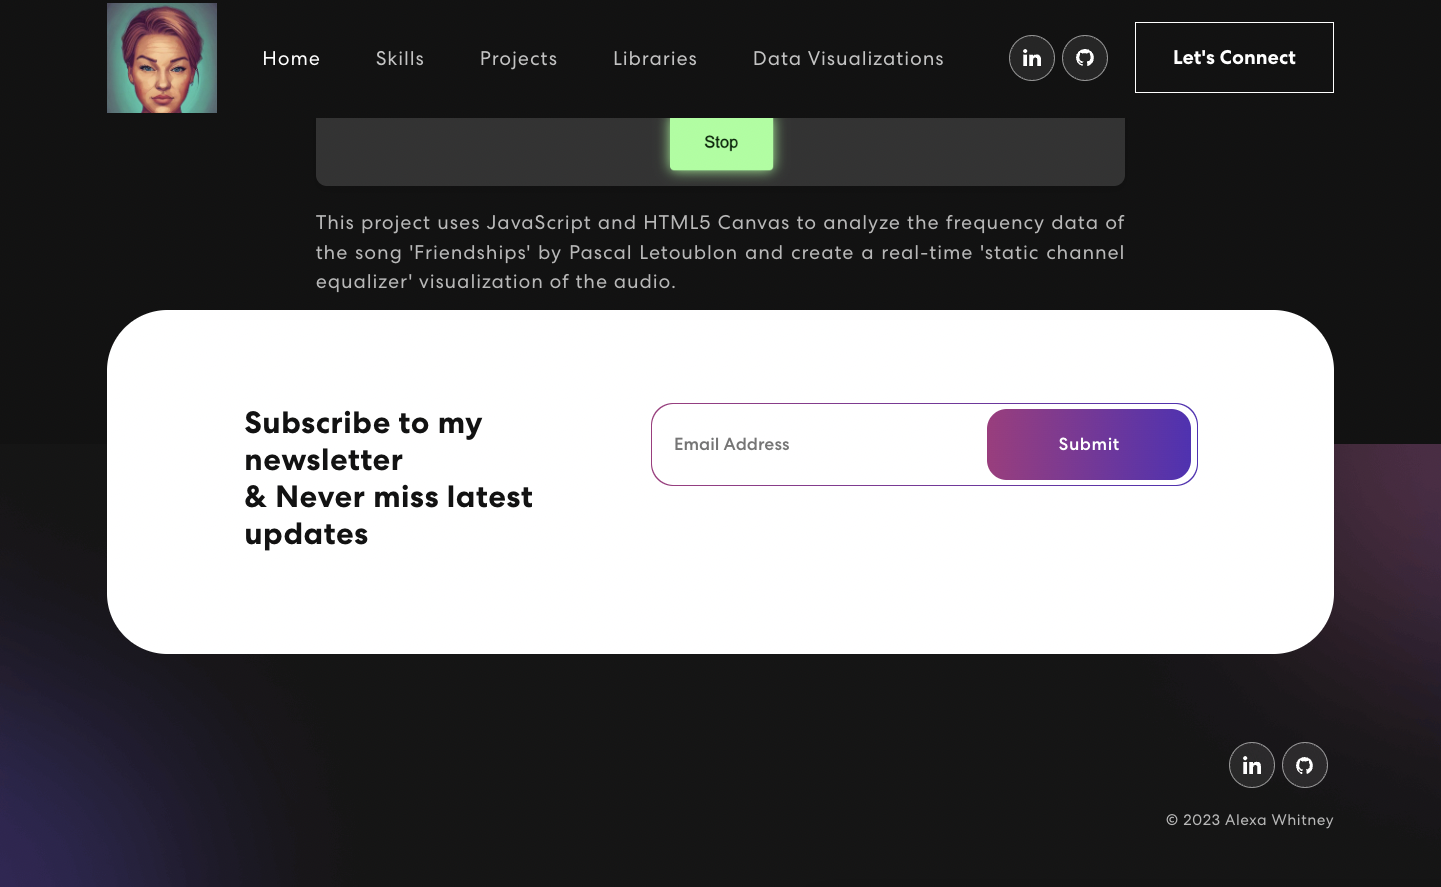 Home Skills Projects Libraries Data Visualizations in Let's Connect
Stop
This project uses JavaScript and HTML5 Canvas to analyze the frequency data of
the song 'Friendships' by Pascal Letoublon and create a real-time 'static channel
equalizer' visualization of the audio.
Subscribe to my
newsletter
& Never miss latest
updates
Email Address Submit
in
© 2023 Alexa Whitney